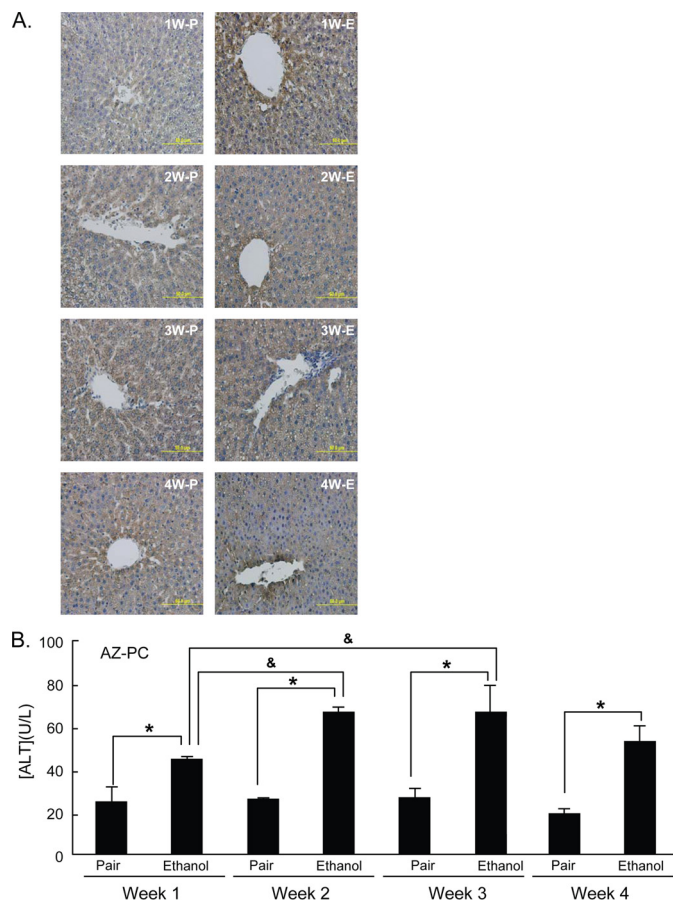 A.
1W-P
1W-E
2W-P
2W-E
3W-P
3W-E
4W-P
4W-E
B.
AZ-PC
[ALT](U/L)
100
80
60
40
20
0
*
&
&
*
*
*
Pair Ethanol Pair Ethanol Pair Ethanol Pair Ethanol
Week 1 Week 2 Week 3 Week 4